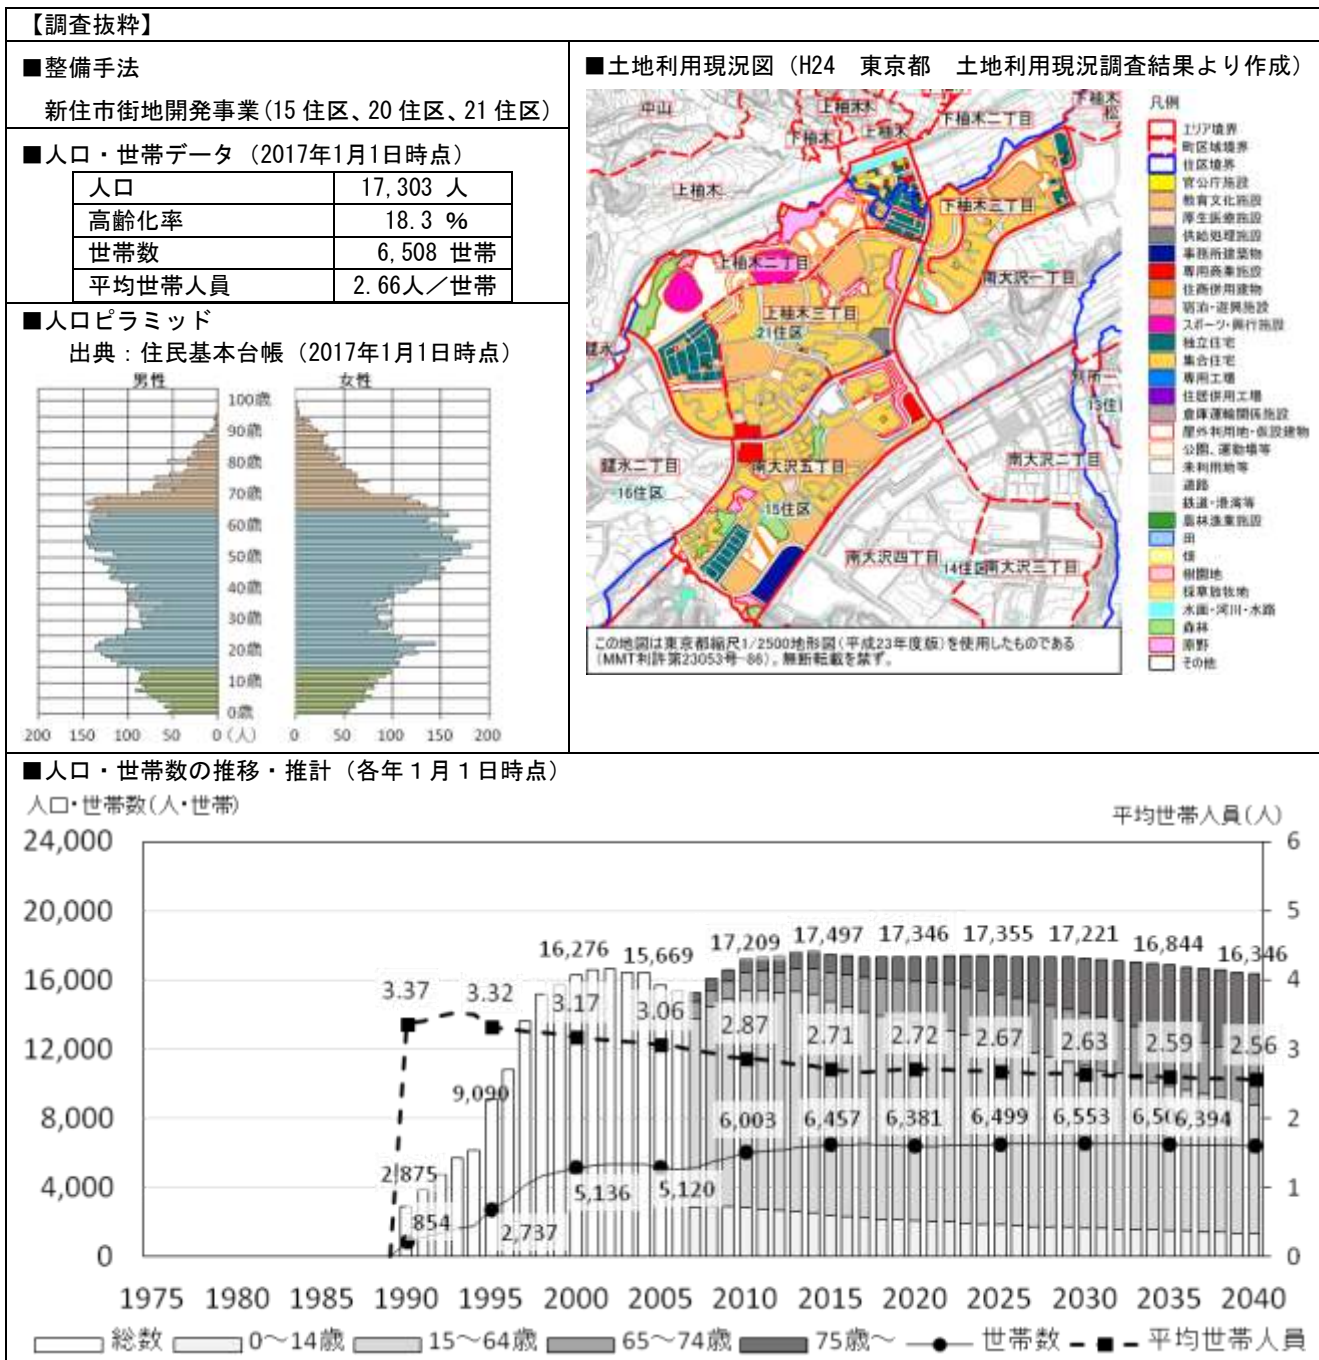 【調査抜粋】
■整備手法
新住市街地開発事業(15 住区、20 住区、21 住区)
■人口・世帯データ (2017年1月1日時点)
人口 17,303 人
高齢化率 18.3 %
世帯数 6,508 世帯
平均世帯人員 2.66人／世帯
■人口ピラミッド
出典：住民基本台帳 (2017年1月1日時点)
男性 女性
100歳
90歳
80歳
70歳
60歳
50歳
40歳
30歳
20歳
10歳
0歳
200 150 100 50 0 (人) 0 50 100 150 200
■土地利用現況図 (H24 東京都 土地利用現況調査結果より作成)
中山
上柚木
下柚木
上柚木
下柚木二丁目
下柚木
松
上柚木
下柚木三丁目
上柚木二丁目
南大沢一丁目
上柚木三丁目
21住区
鑓水
別所一
鑓水二丁目
南大沢五丁目
南大沢二丁目
16住区
15住区
南大沢四丁目
14住区
南大沢三丁目
この地図は東京都縮尺1/2500地形図(平成23年度版)を使用したものである
(MMT利許第23053号-86)。無断転載を禁ず。
凡例
エリア境界
町区域境界
住区境界
官公庁施設
教育文化施設
厚生医療施設
供給処理施設
事務所建築物
専用商業施設
住商併用建物
宿泊・遊興施設
スポーツ・興行施設
独立住宅
集合住宅
専用工場
住居併用工場
倉庫運輸関係施設
屋外利用地・仮設建物
公園、運動場等
未利用地等
道路
鉄道・港湾等
農林漁業施設
田
畑
樹園地
採草放牧地
水面・河川・水路
森林
原野
その他
■人口・世帯数の推移・推計 (各年１月１日時点)
人口・世帯数(人・世帯)
平均世帯人員(人)
24,000 6
20,000 5
16,000 4
12,000 3
8,000 2
4,000 1
0 0
2,875 9,090 16,276 15,669 17,209 17,497 17,346 17,355 17,221 16,844 16,346
3.37 3.32 3.17 3.06 2.87 2.71 2.72 2.67 2.63 2.59 2.56
854 2,737 5,136 5,120 6,003 6,457 6,381 6,499 6,553 6,394
1975 1980 1985 1990 1995 2000 2005 2010 2015 2020 2025 2030 2035 2040
総数 0～14歳 15～64歳 65～74歳 75歳～ 世帯数 平均世帯人員